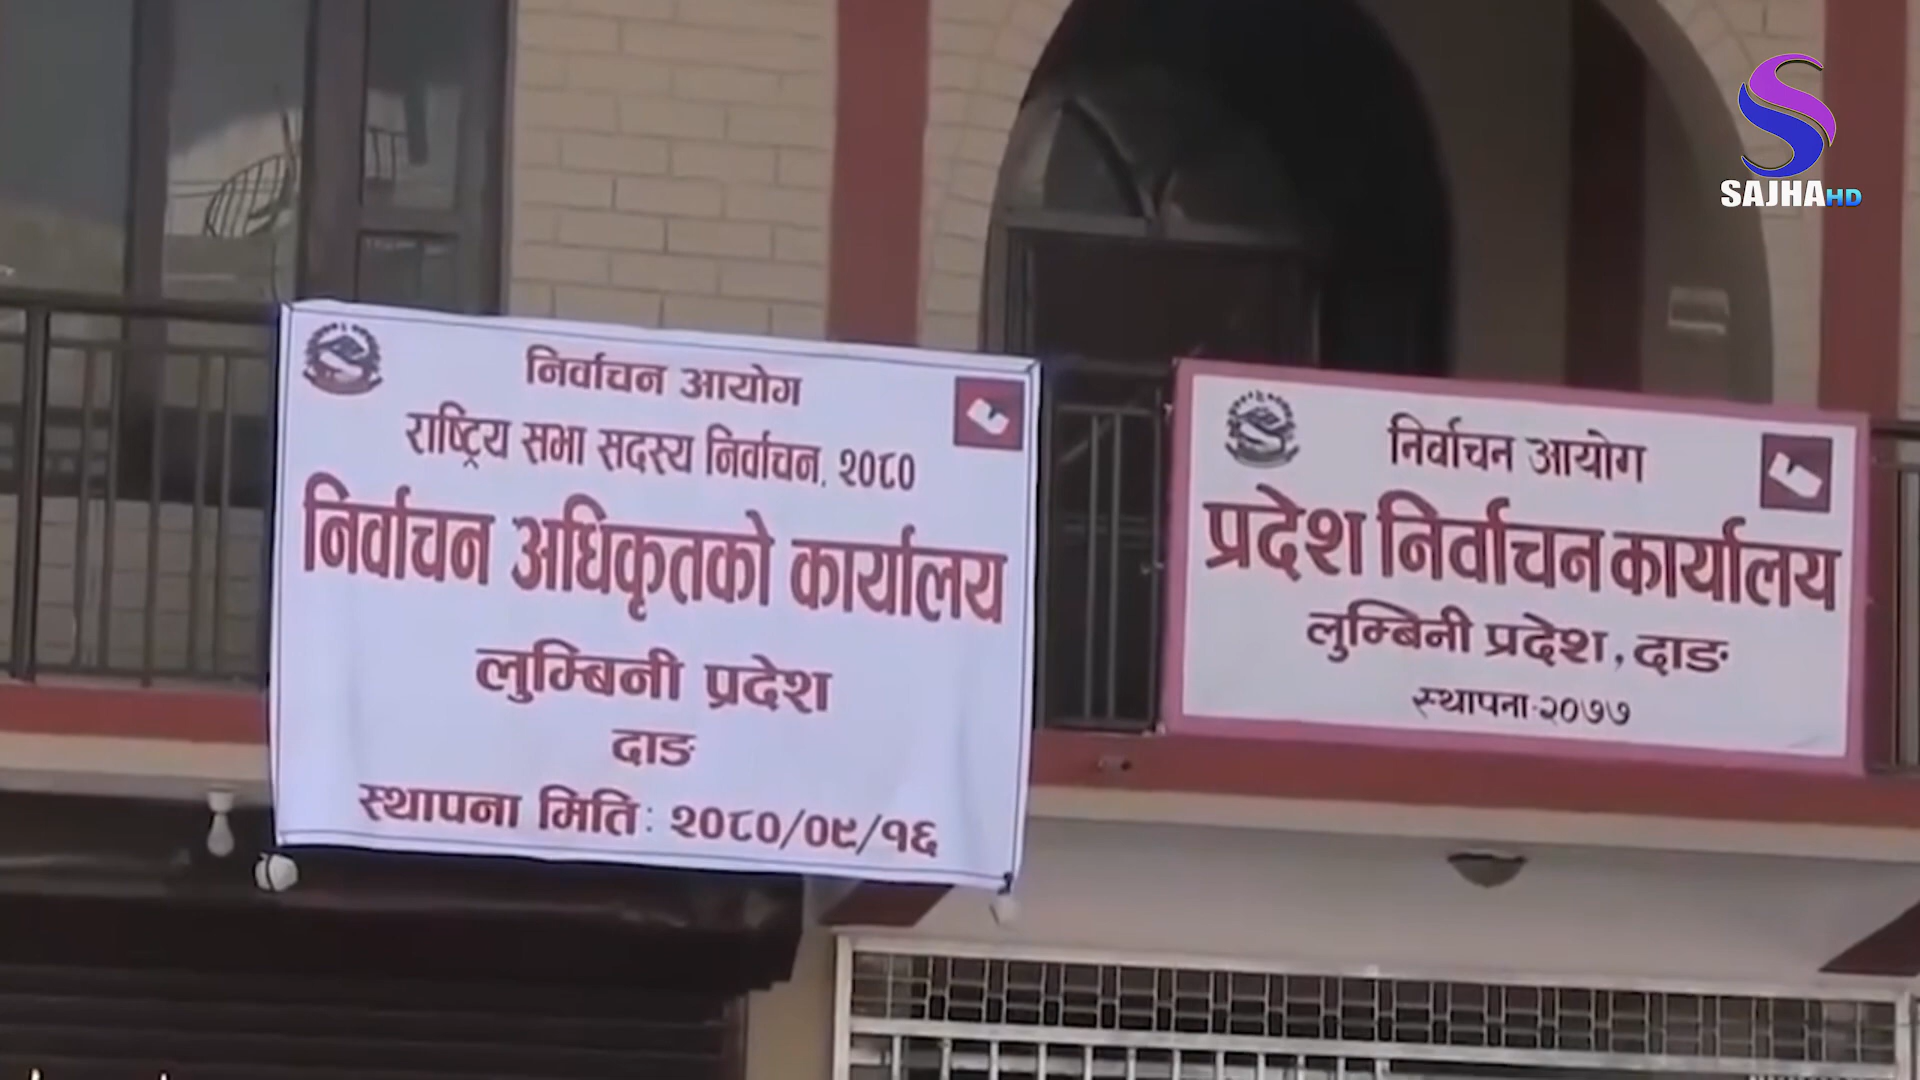 SAJHA HD
निर्वाचन आयोग
राष्ट्रिय सभा सदस्य निर्वाचन, २०८०
निर्वाचन अधिकृतको कार्यालय
लुम्बिनी प्रदेश
दाङ
स्थापना मिति: २०८०/०९/१६
निर्वाचन आयोग
प्रदेश निर्वाचन कार्यालय
लुम्बिनी प्रदेश, दाङ
स्थापना-२०७७